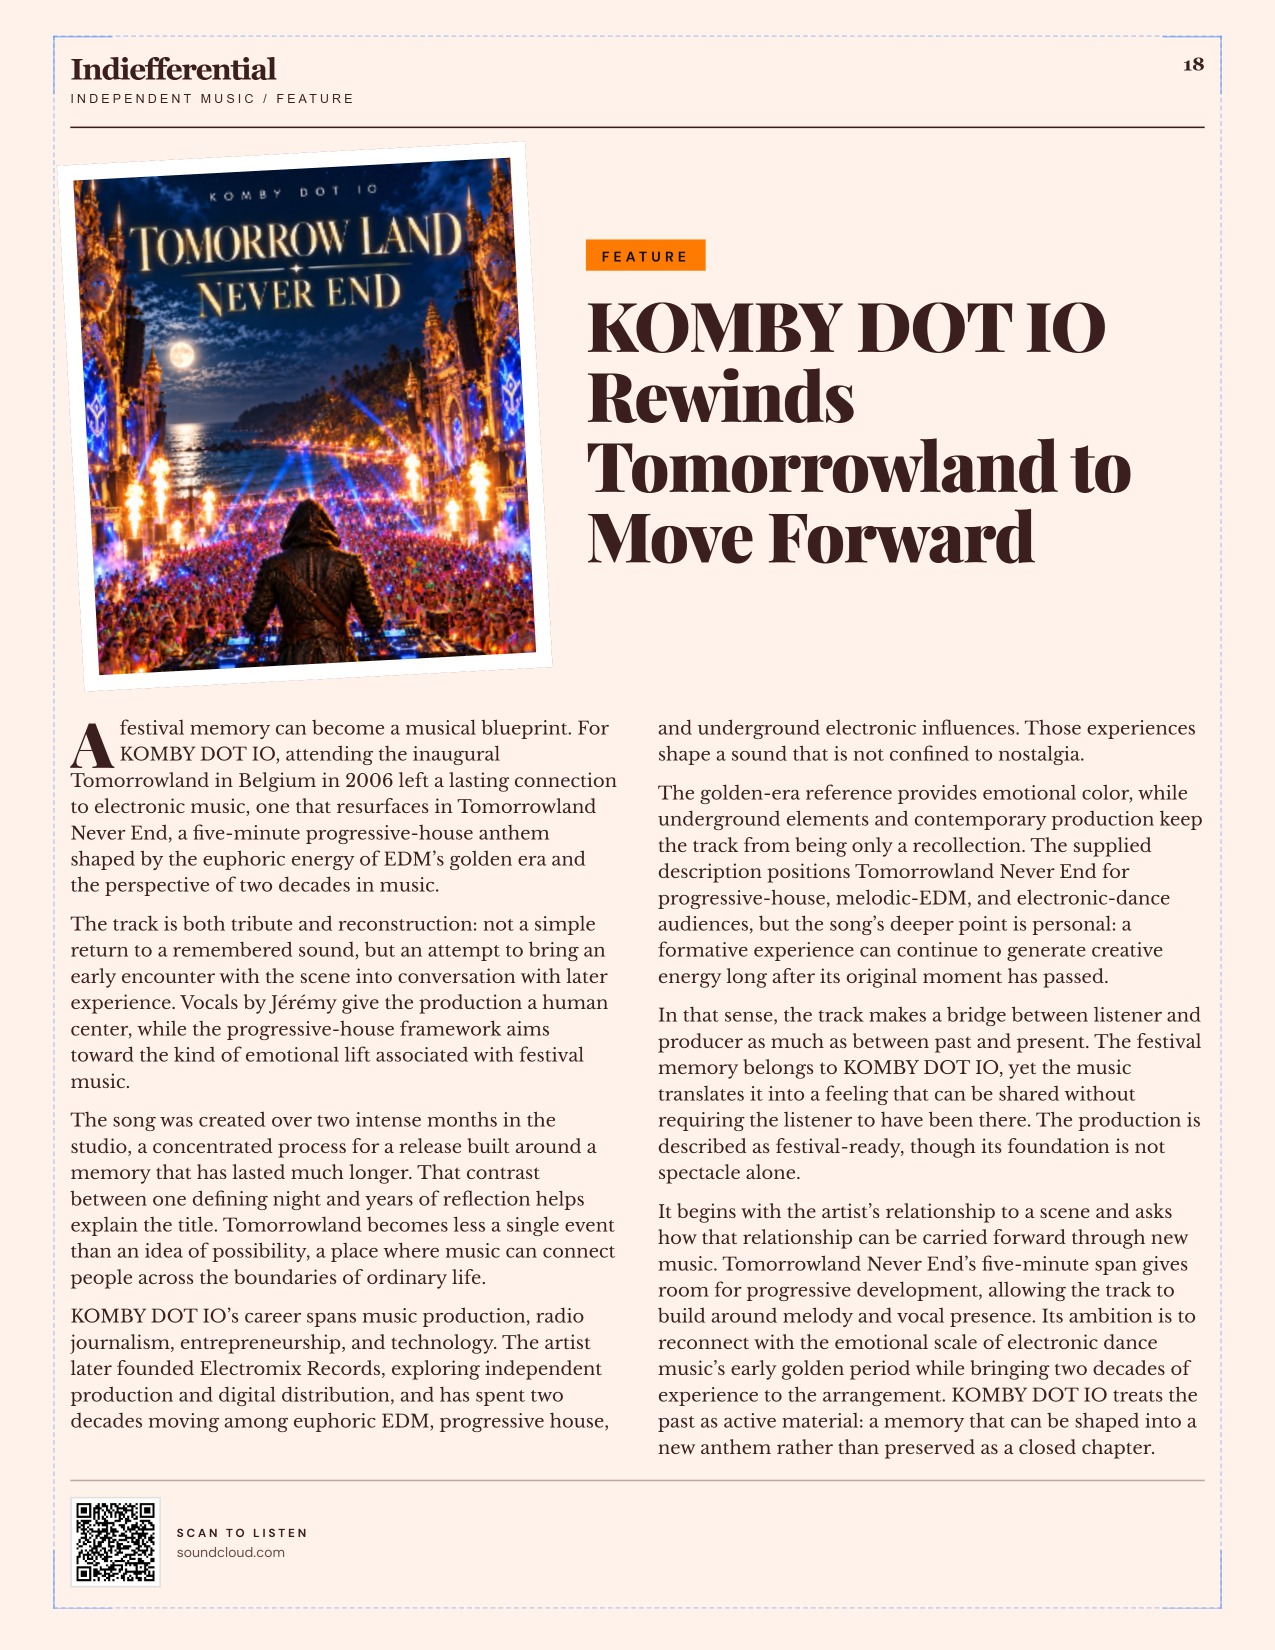 Indiefferential
18
INDEPENDENT MUSIC / FEATURE
KOMBY DOT IO
TOMORROW LAND
NEVER END
FEATURE
KOMBY DOT IO
Rewinds
Tomorrowland to
Move Forward
A festival memory can become a musical blueprint. For
KOMBY DOT IO, attending the inaugural
Tomorrowland in Belgium in 2006 left a lasting connection
to electronic music, one that resurfaces in Tomorrowland
Never End, a five-minute progressive-house anthem
shaped by the euphoric energy of EDM’s golden era and
the perspective of two decades in music.
The track is both tribute and reconstruction: not a simple
return to a remembered sound, but an attempt to bring an
early encounter with the scene into conversation with later
experience. Vocals by Jérémy give the production a human
center, while the progressive-house framework aims
toward the kind of emotional lift associated with festival
music.
The song was created over two intense months in the
studio, a concentrated process for a release built around a
memory that has lasted much longer. That contrast
between one defining night and years of reflection helps
explain the title. Tomorrowland becomes less a single event
than an idea of possibility, a place where music can connect
people across the boundaries of ordinary life.
KOMBY DOT IO’s career spans music production, radio
journalism, entrepreneurship, and technology. The artist
later founded Electromix Records, exploring independent
production and digital distribution, and has spent two
decades moving among euphoric EDM, progressive house,
and underground electronic influences. Those experiences
shape a sound that is not confined to nostalgia.
The golden-era reference provides emotional color, while
underground elements and contemporary production keep
the track from being only a recollection. The supplied
description positions Tomorrowland Never End for
progressive-house, melodic-EDM, and electronic-dance
audiences, but the song’s deeper point is personal: a
formative experience can continue to generate creative
energy long after its original moment has passed.
In that sense, the track makes a bridge between listener and
producer as much as between past and present. The festival
memory belongs to KOMBY DOT IO, yet the music
translates it into a feeling that can be shared without
requiring the listener to have been there. The production is
described as festival-ready, though its foundation is not
spectacle alone.
It begins with the artist’s relationship to a scene and asks
how that relationship can be carried forward through new
music. Tomorrowland Never End’s five-minute span gives
room for progressive development, allowing the track to
build around melody and vocal presence. Its ambition is to
reconnect with the emotional scale of electronic dance
music’s early golden period while bringing two decades of
experience to the arrangement. KOMBY DOT IO treats the
past as active material: a memory that can be shaped into a
new anthem rather than preserved as a closed chapter.
SCAN TO LISTEN
soundcloud.com